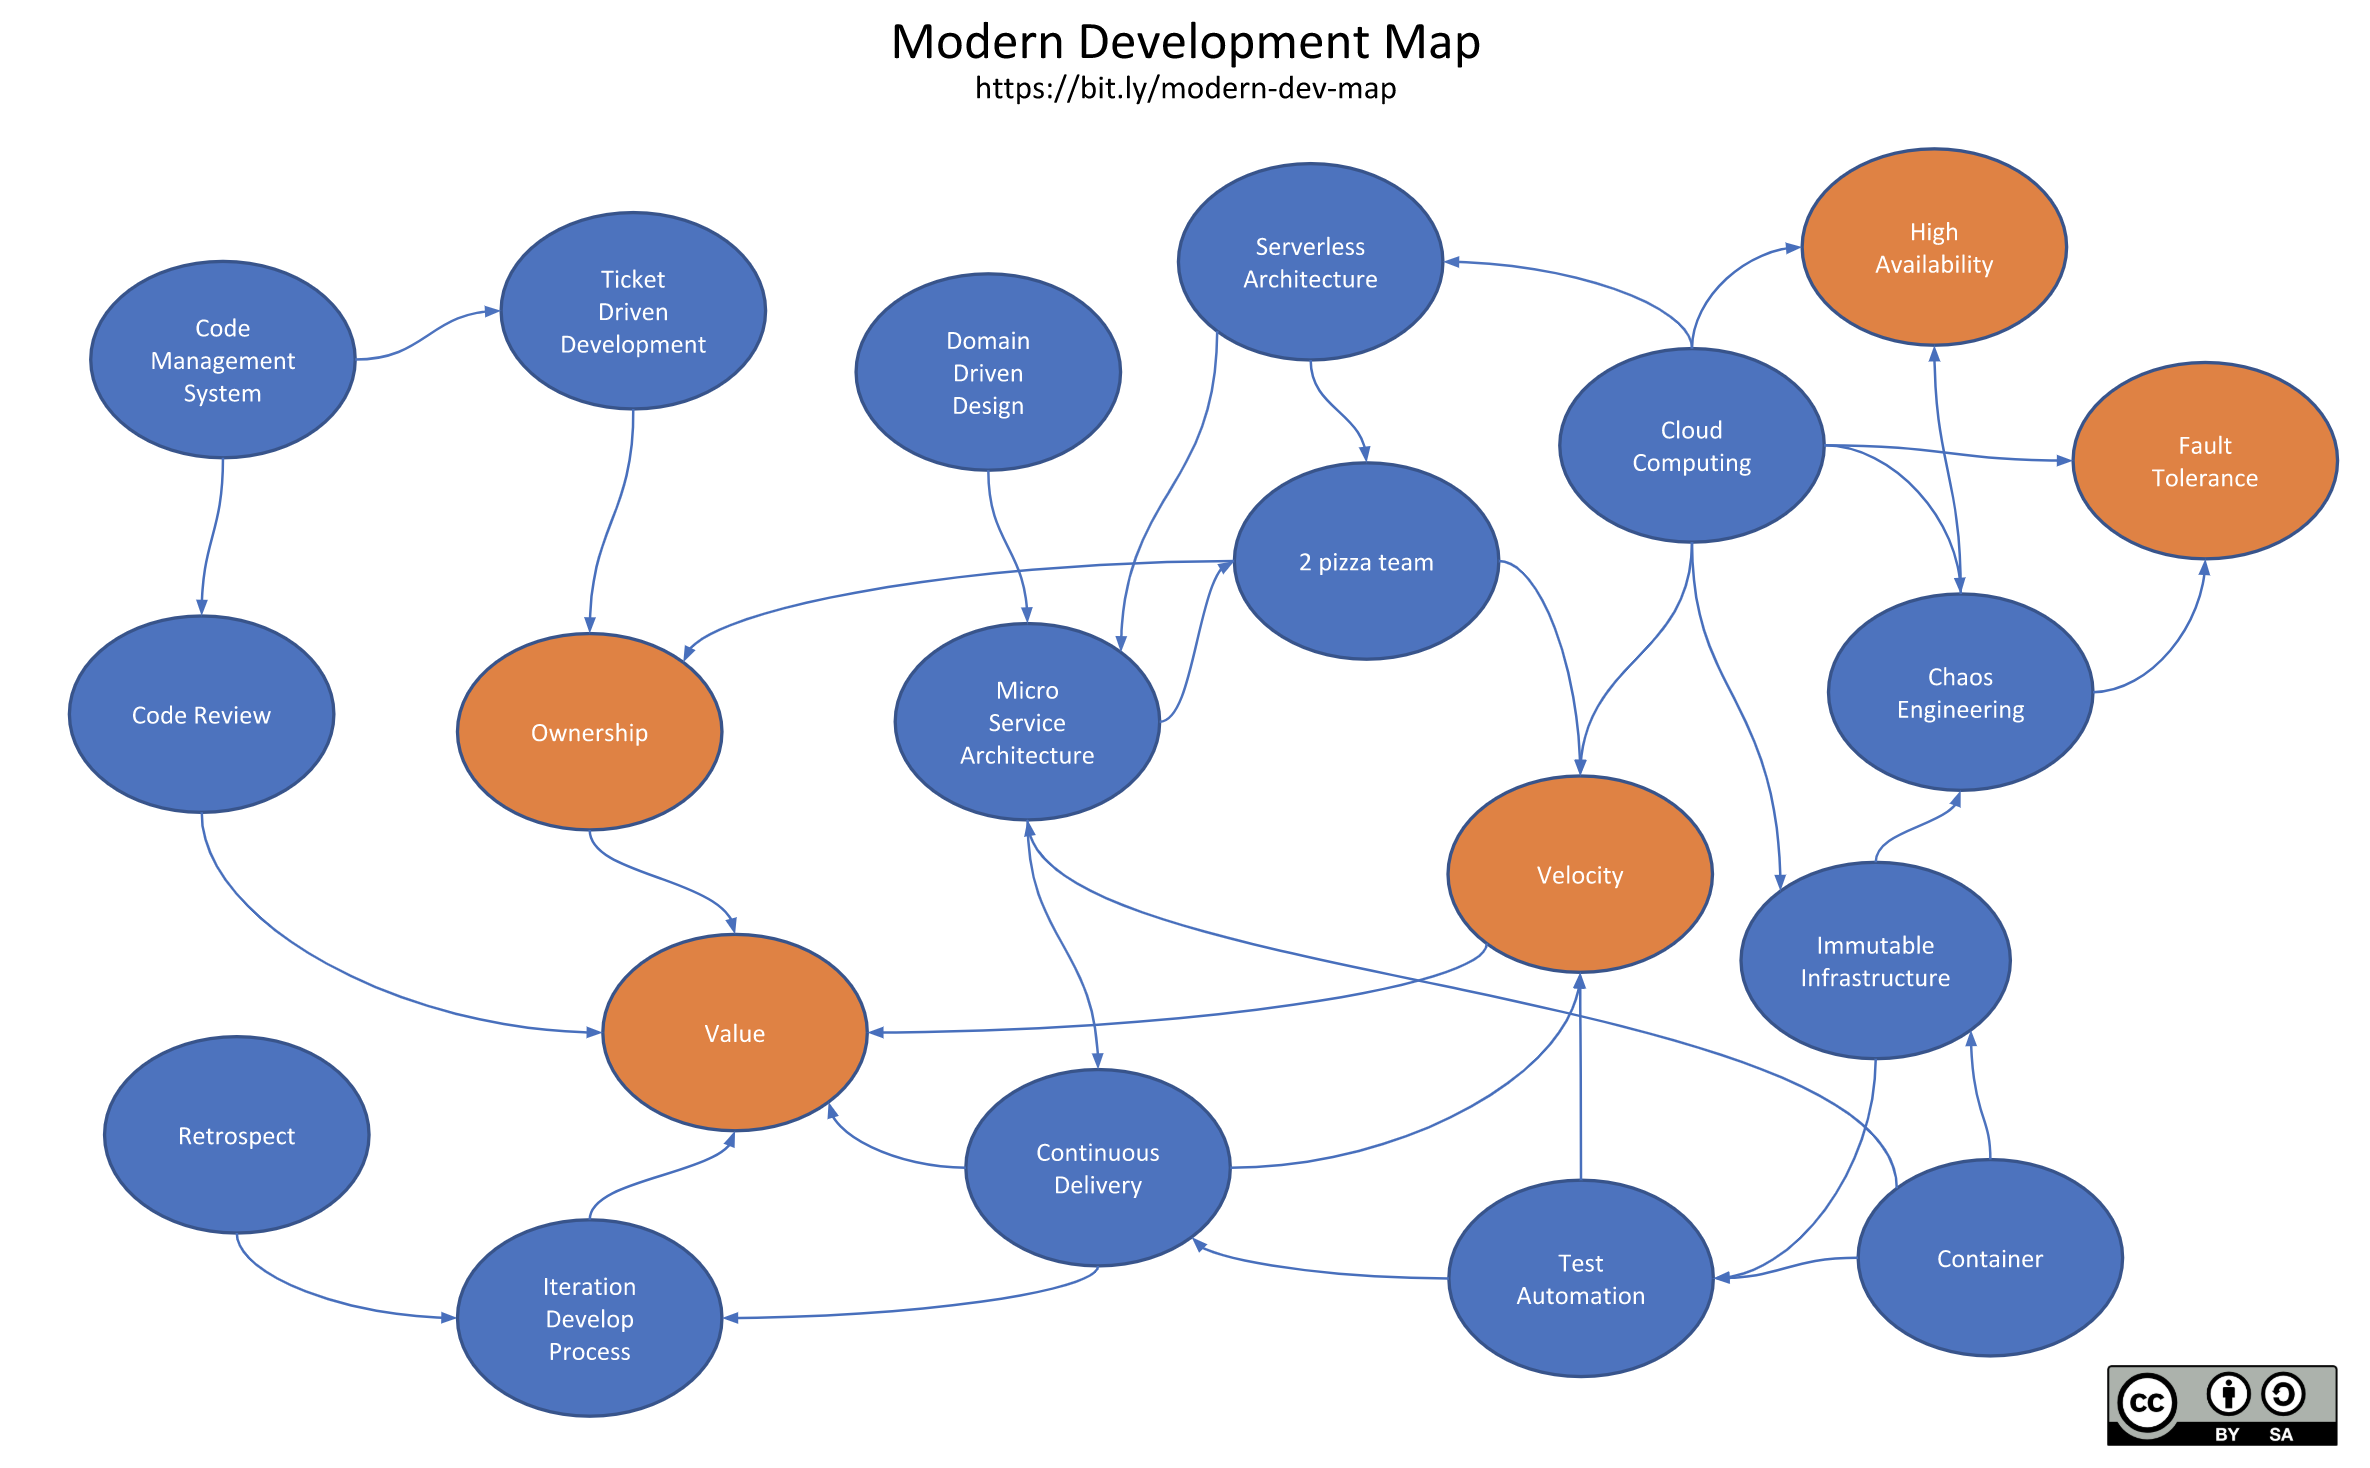 Modern Development Map
https://bit.ly/modern-dev-map
Code
Management
System
Ticket
Driven
Development
Domain
Driven
Design
Serverless
Architecture
High
Availability
Cloud
Computing
Fault
Tolerance
2 pizza team
Code Review
Ownership
Micro
Service
Architecture
Chaos
Engineering
Velocity
Immutable
Infrastructure
Value
Retrospect
Continuous
Delivery
Iteration
Develop
Process
Test
Automation
Container
cc
BY SA